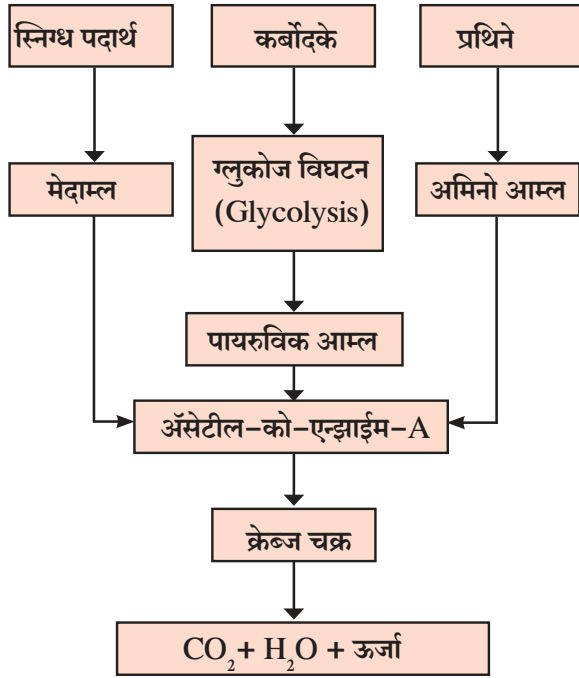 स्निग्ध पदार्थ
कर्बोदके
प्रथिने
मेदाम्ल
ग्लुकोज विघटन
(Glycolysis)
अमिनो आम्ल
पायरुविक आम्ल
ॲसेटील-को-एन्झाईम-A
क्रेब्ज चक्र
CO₂+ H₂O + ऊर्जा